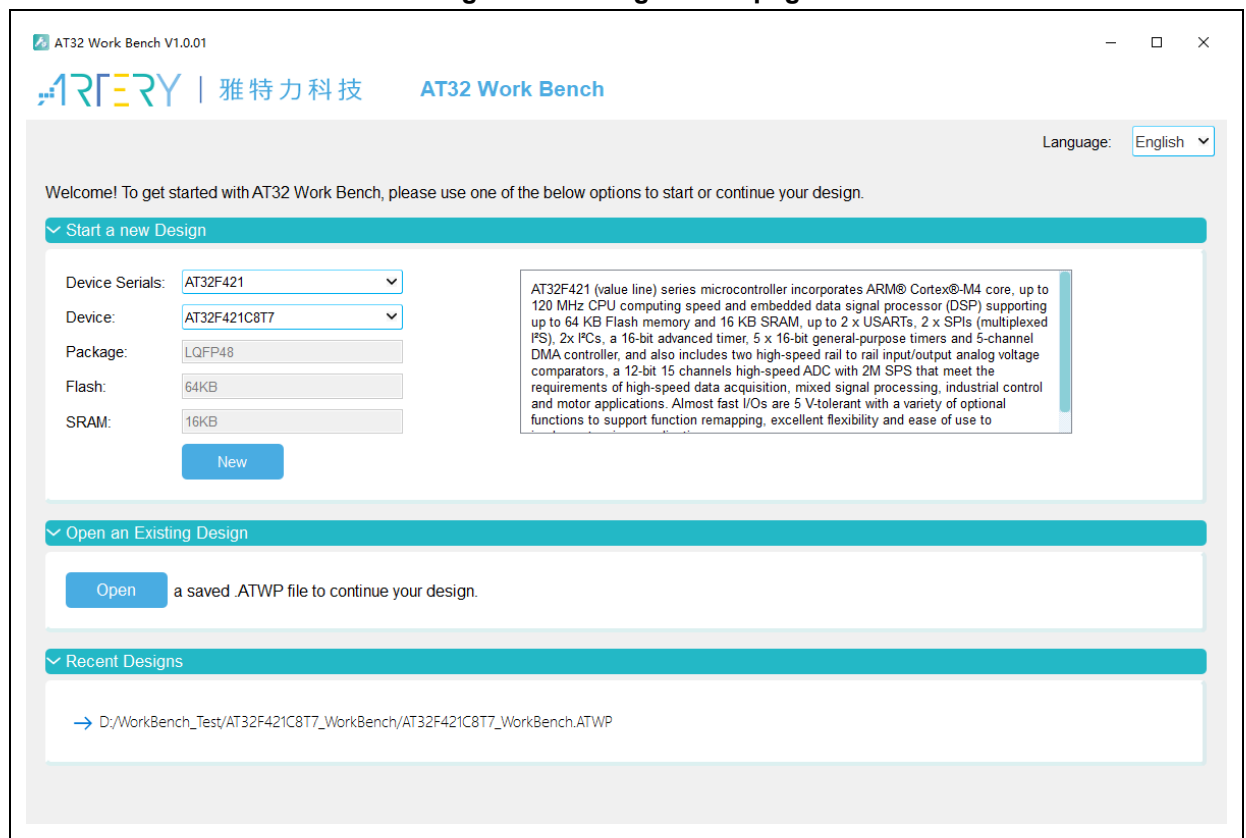 AT32 Work Bench V1.0.01
ARTERY | 雅特力科技 AT32 Work Bench
Language: English
Welcome! To get started with AT32 Work Bench, please use one of the below options to start or continue your design.
Start a new Design
Device Serials: AT32F421
Device: AT32F421C8T7
Package: LQFP48
Flash: 64KB
SRAM: 16KB
New
AT32F421 (value line) series microcontroller incorporates ARM® Cortex®-M4 core, up to
120 MHz CPU computing speed and embedded data signal processor (DSP) supporting
up to 64 KB Flash memory and 16 KB SRAM, up to 2 x USARTs, 2 x SPIs (multiplexed
I²S), 2x I²Cs, a 16-bit advanced timer, 5 x 16-bit general-purpose timers and 5-channel
DMA controller, and also includes two high-speed rail to rail input/output analog voltage
comparators, a 12-bit 15 channels high-speed ADC with 2M SPS that meet the
requirements of high-speed data acquisition, mixed signal processing, industrial control
and motor applications. Almost fast I/Os are 5 V-tolerant with a variety of optional
functions to support function remapping, excellent flexibility and ease of use to
Open an Existing Design
Open a saved .ATWP file to continue your design.
Recent Designs
D:/WorkBench_Test/AT32F421C8T7_WorkBench/AT32F421C8T7_WorkBench.ATWP